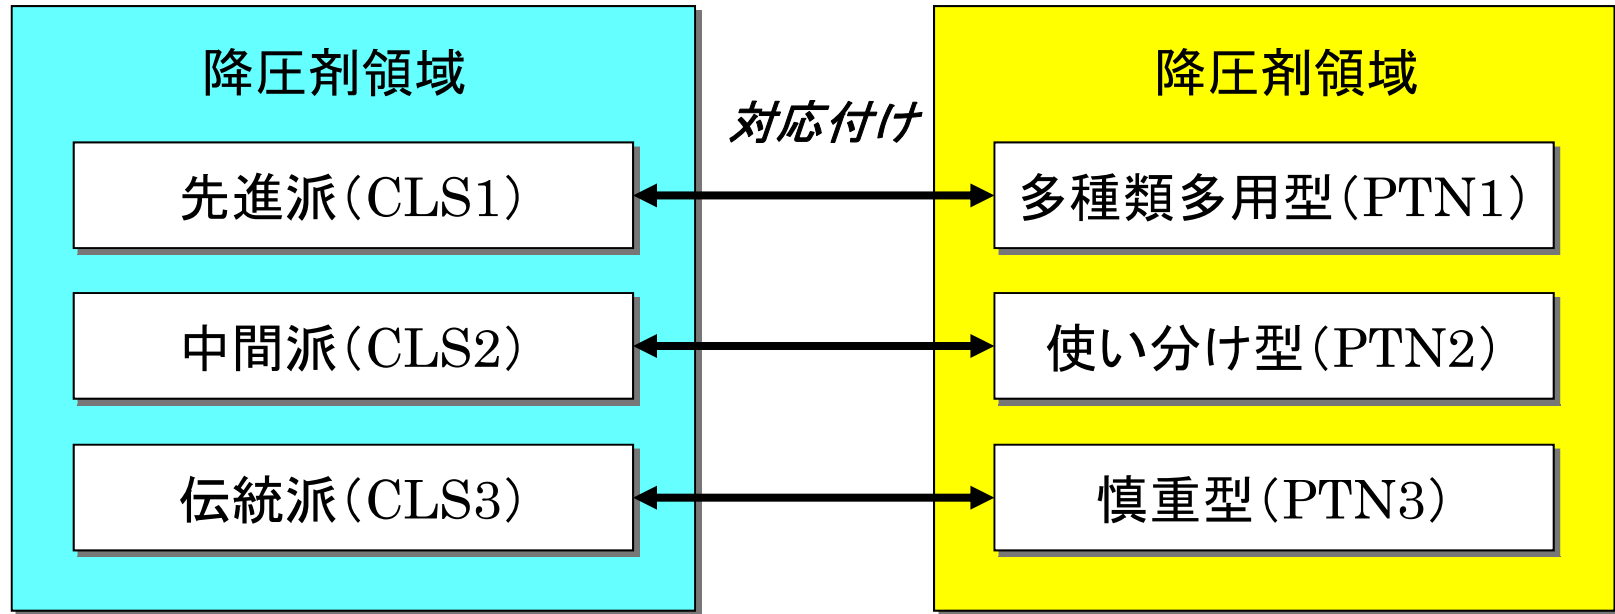 降圧剤領域
先進派(CLS1)
中間派(CLS2)
伝統派(CLS3)
対応付け
降圧剤領域
多種類多用型(PTN1)
使い分け型(PTN2)
慎重型(PTN3)